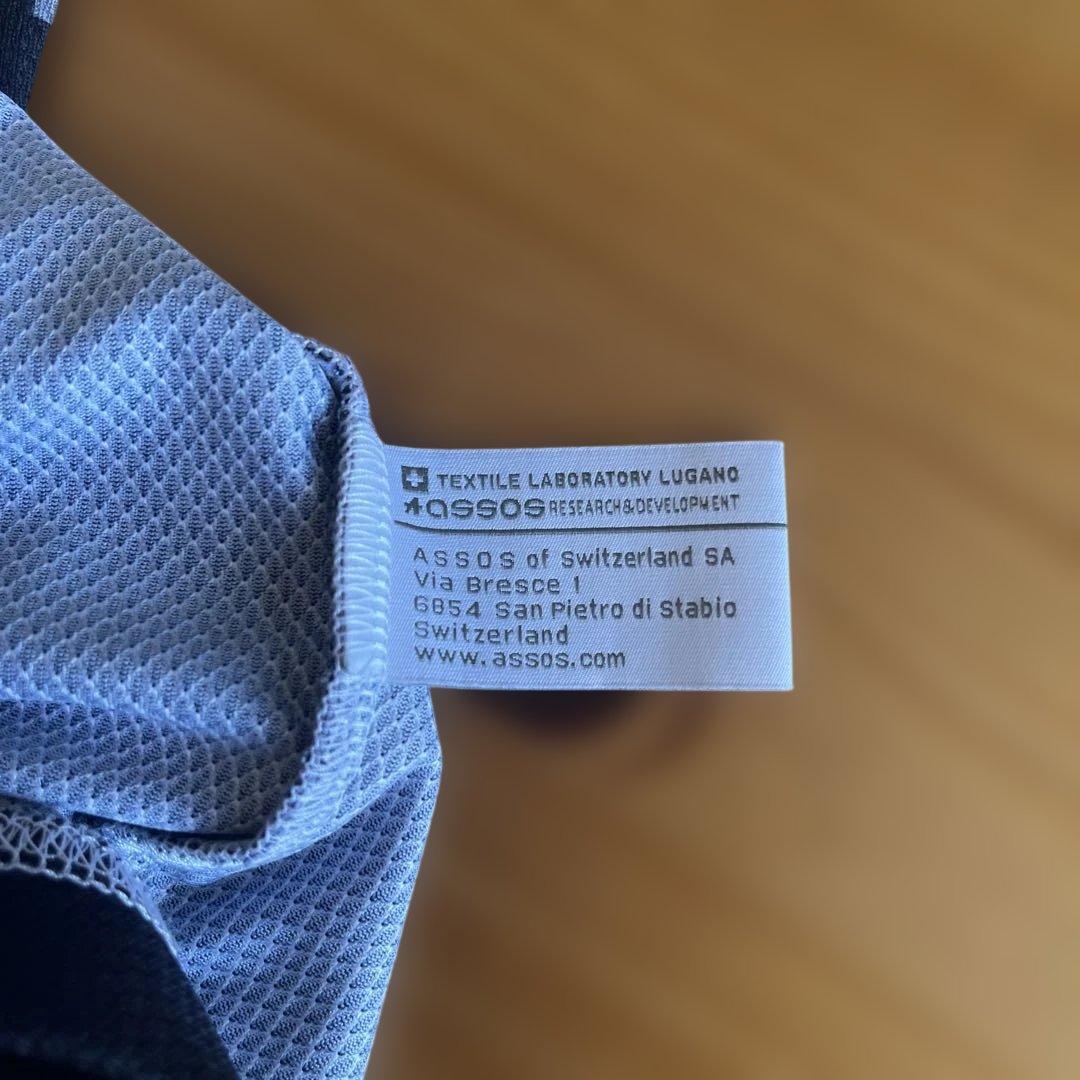 TEXTILE LABORATORY LUGANO
assos RESEARCH&DEVELOPMENT
ASSOS of Switzerland SA
Via Bresce 1
6854 San Pietro di Stabio
Switzerland
www.assos.com